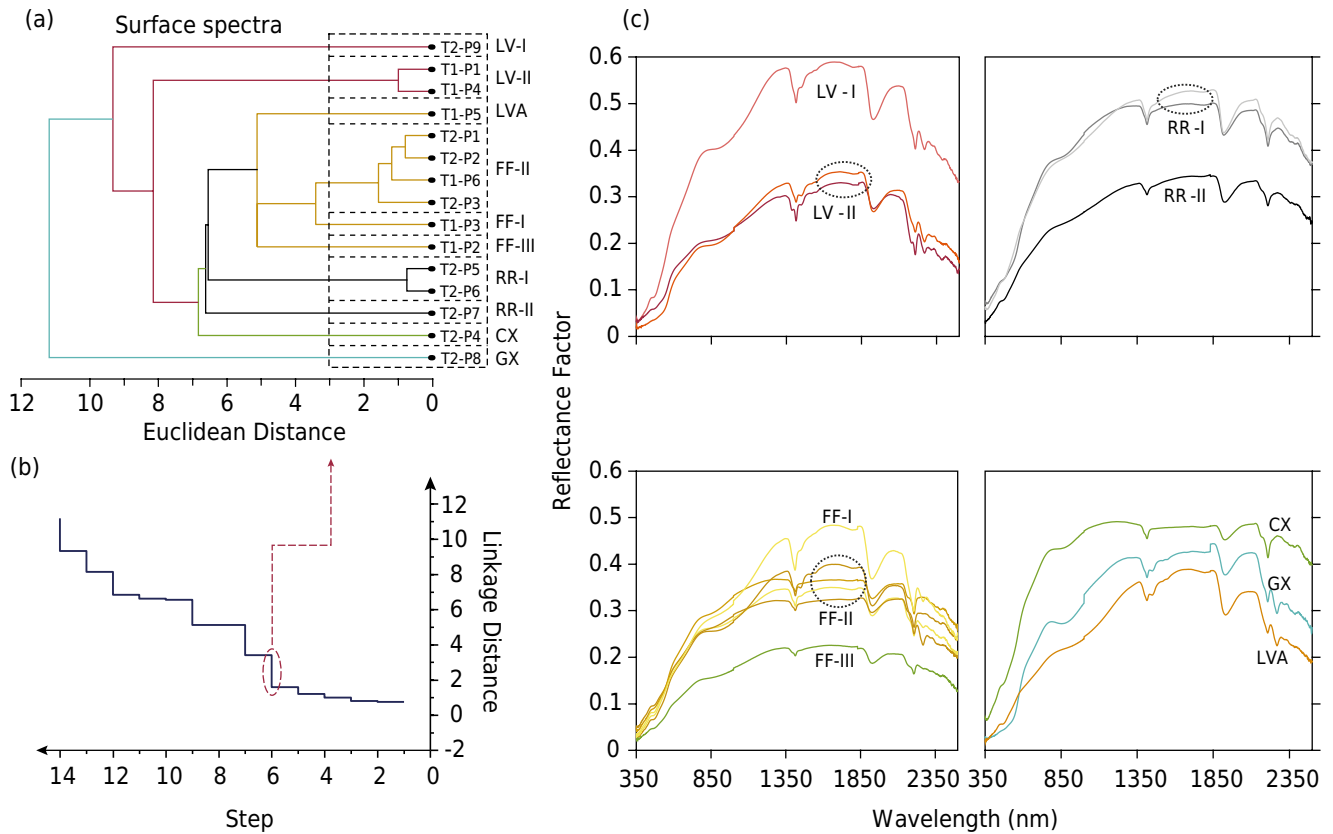 (a)
Surface spectra
T2-P9 LV-I
T1-P1
LV-II
T1-P4
T1-P5 LVA
T2-P1
T2-P2
FF-II
T1-P6
T2-P3
T1-P3 FF-I
T1-P2 FF-III
T2-P5
RR-I
T2-P6
T2-P7 RR-II
T2-P4 CX
T2-P8 GX
12 10 8 6 4 2 0
Euclidean Distance
(b)
12
10
8
6
4
2
0
-2
Linkage Distance
14 12 10 8 6 4 2 0
Step
(c)
Reflectance Factor
0.6
0.5
0.4
0.3
0.2
0.1
0
LV - I
LV - II
RR - I
RR - II
350 850 1350 1850 2350
350 850 1350 1850 2350
0.6
0.5
0.4
0.3
0.2
0.1
0
FF-I
FF-II
FF-III
CX
GX
LVA
Wavelength (nm)